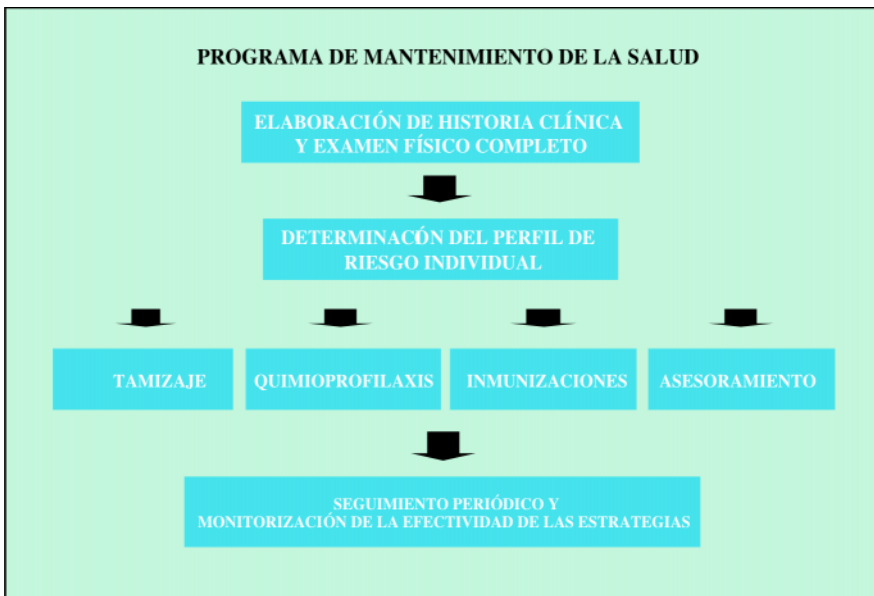 PROGRAMA DE MANTENIMIENTO DE LA SALUD
ELABORACIÓN DE HISTORIA CLÍNICA
Y EXAMEN FÍSICO COMPLETO
DETERMINACÓN DEL PERFIL DE
RIESGO INDIVIDUAL
TAMIZAJE
QUIMIOPROFILAXIS
INMUNIZACIONES
ASESORAMIENTO
SEGUIMIENTO PERIÓDICO Y
MONITORIZACIÓN DE LA EFECTIVIDAD DE LAS ESTRATEGIAS